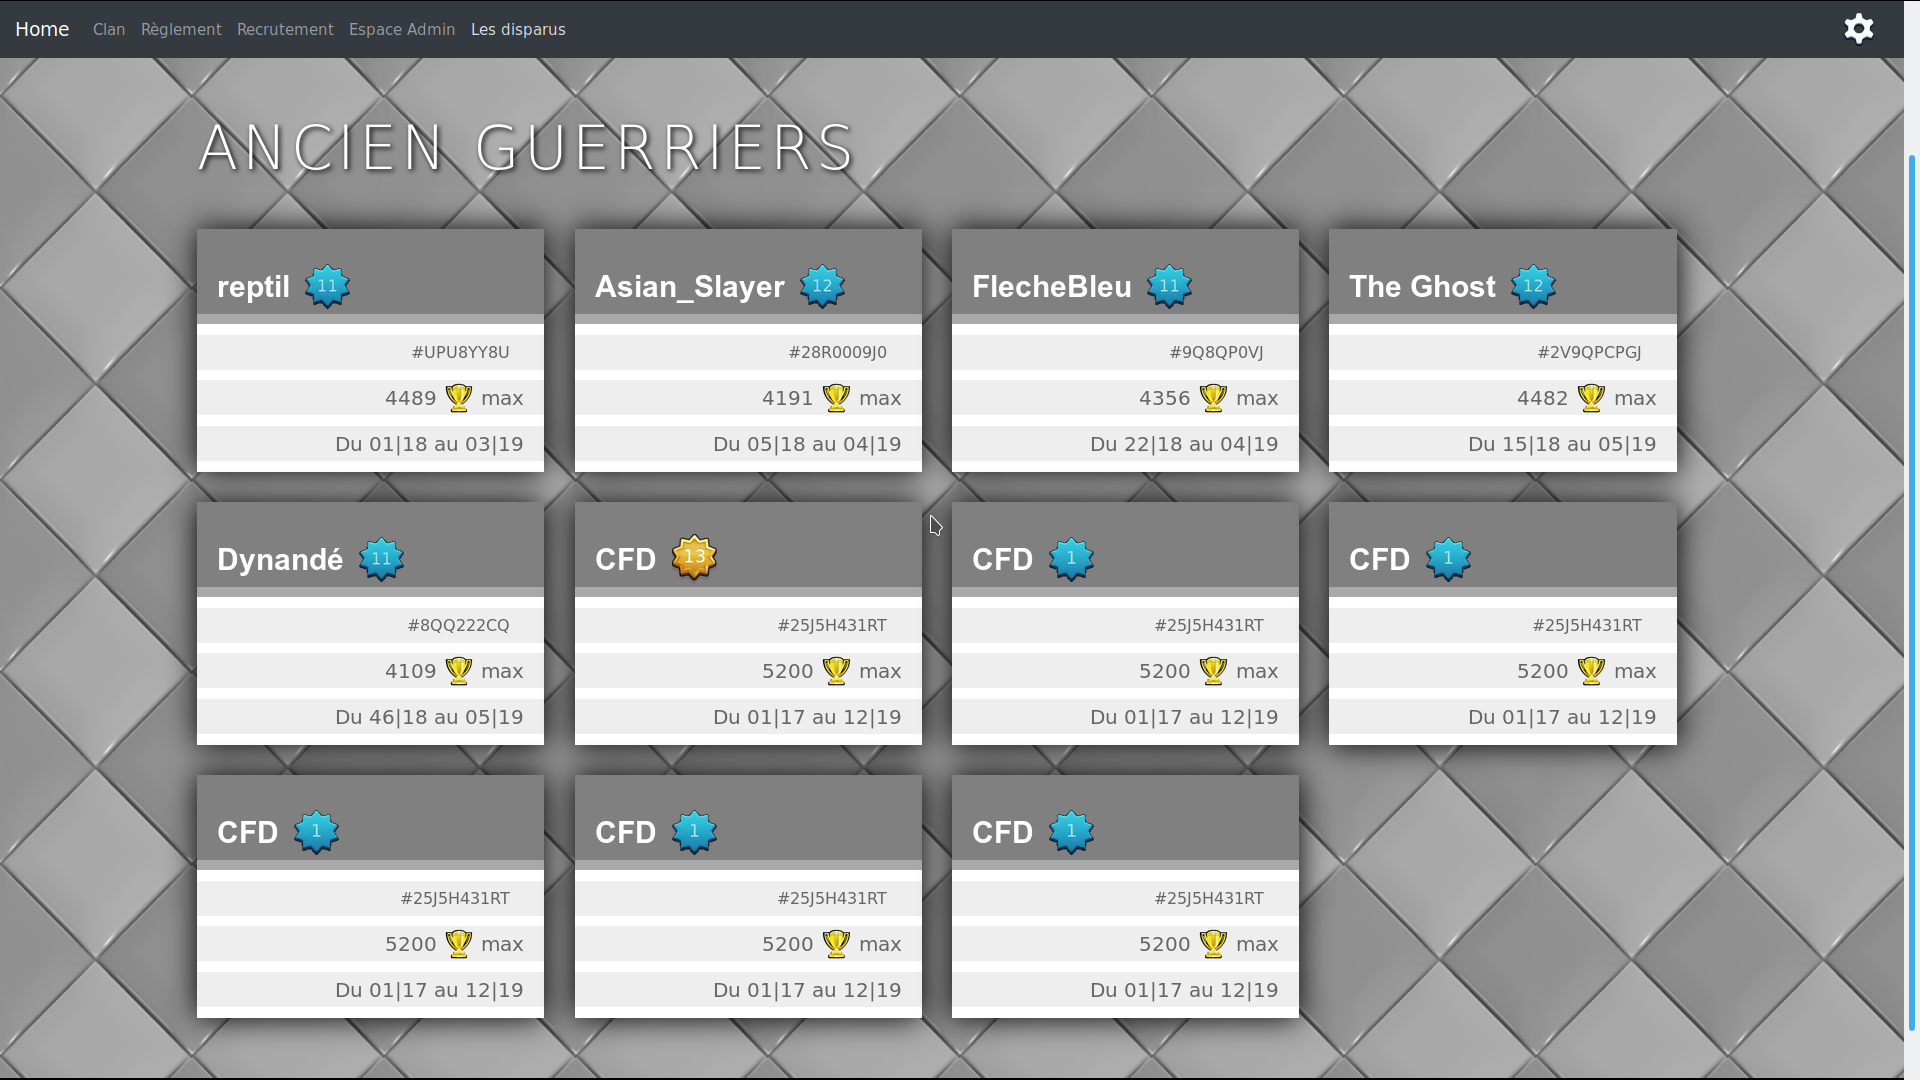 Home Clan Règlement Recrutement Espace Admin Les disparus
ANCIEN GUERRIERS
reptil 11
#UPU8YY8U
4489 max
Du 01|18 au 03|19
Asian_Slayer 12
#28R0009J0
4191 max
Du 05|18 au 04|19
FlecheBleu 11
#9Q8QP0VJ
4356 max
Du 22|18 au 04|19
The Ghost 12
#2V9QPCPGJ
4482 max
Du 15|18 au 05|19
Dynandé 11
#8QQ222CQ
4109 max
Du 46|18 au 05|19
CFD 13
#25J5H431RT
5200 max
Du 01|17 au 12|19
CFD 1
#25J5H431RT
5200 max
Du 01|17 au 12|19
CFD 1
#25J5H431RT
5200 max
Du 01|17 au 12|19
CFD 1
#25J5H431RT
5200 max
Du 01|17 au 12|19
CFD 1
#25J5H431RT
5200 max
Du 01|17 au 12|19
CFD 1
#25J5H431RT
5200 max
Du 01|17 au 12|19